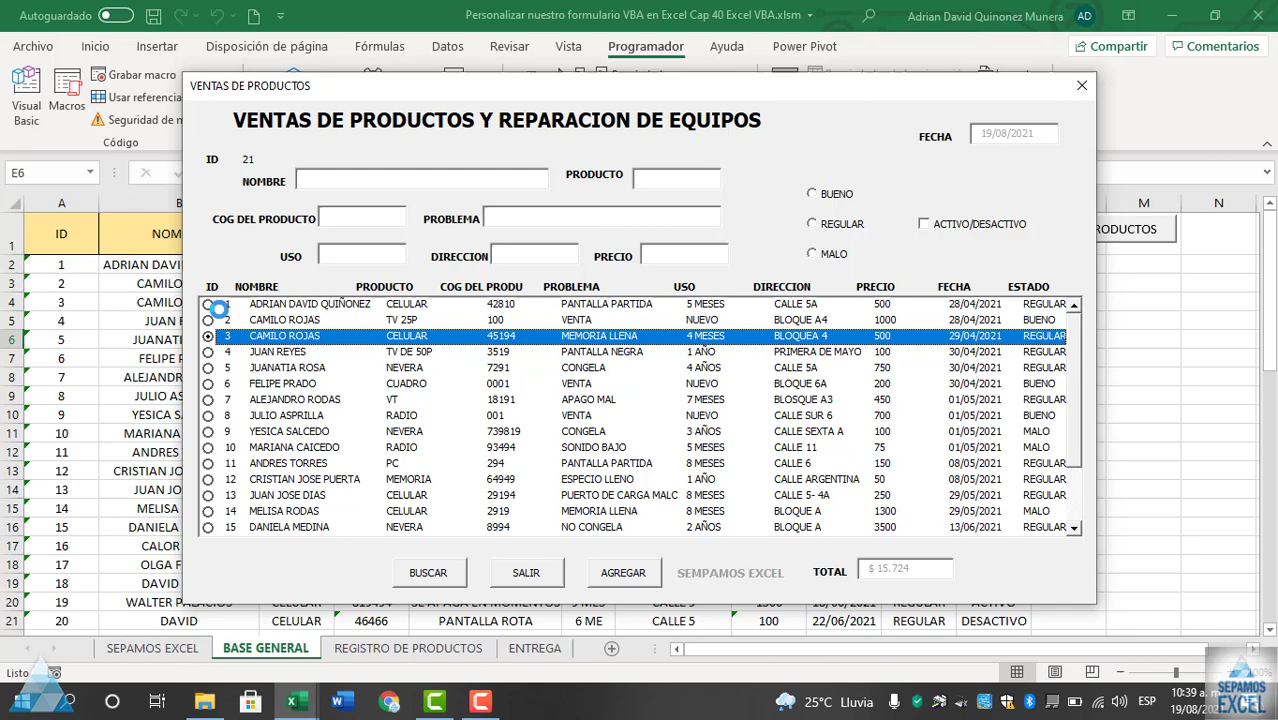 Autoguardado Personalizar nuestro formulario VBA en Excel Cap 40 Excel VBA.xlsm Adrian David Quinonez Munera AD
Archivo Inicio Insertar Disposición de página Fórmulas Datos Revisar Vista Programador Ayuda Power Pivot Compartir Comentarios
Visual Basic
Macros
Grabar macro
Usar referencia
Seguridad de m
Código
VENTAS DE PRODUCTOS
VENTAS DE PRODUCTOS Y REPARACION DE EQUIPOS
FECHA 19/08/2021
ID 21
NOMBRE PRODUCTO
BUENO
COG DEL PRODUCTO PROBLEMA
REGULAR ACTIVO/DESACTIVO
USO DIRECCION PRECIO
MALO
ID NOMBRE PRODUCTO COG DEL PRODU PROBLEMA USO DIRECCION PRECIO FECHA ESTADO
1 ADRIAN DAVID QUIÑONEZ CELULAR 42810 PANTALLA PARTIDA 5 MESES CALLE 5A 500 28/04/2021 REGULAR
2 CAMILO ROJAS TV 25P 100 VENTA NUEVO BLOQUE A4 1000 28/04/2021 BUENO
3 CAMILO ROJAS CELULAR 45194 MEMORIA LLENA 4 MESES BLOQUEA 4 500 29/04/2021 REGULAR
4 JUAN REYES TV DE 50P 3519 PANTALLA NEGRA 1 AÑO PRIMERA DE MAYO 100 30/04/2021 REGULAR
5 JUANATIA ROSA NEVERA 7291 CONGELA 4 AÑOS CALLE 5A 750 30/04/2021 REGULAR
6 FELIPE PRADO CUADRO 0001 VENTA NUEVO BLOQUE 6A 200 30/04/2021 BUENO
7 ALEJANDRO RODAS VT 18191 APAGO MAL 7 MESES BLOSQUE A3 450 01/05/2021 REGULAR
8 JULIO ASPRILLA RADIO 001 VENTA NUEVO CALLE SUR 6 700 01/05/2021 BUENO
9 YESICA SALCEDO NEVERA 739819 CONGELA 3 AÑOS CALLE SEXTA A 100 01/05/2021 MALO
10 MARIANA CAICEDO RADIO 93494 SONIDO BAJO 5 MESES CALLE 11 75 01/05/2021 MALO
11 ANDRES TORRES PC 294 PANTALLA PARTIDA 8 MESES CALLE 6 150 08/05/2021 REGULAR
12 CRISTIAN JOSE PUERTA MEMORIA 64949 ESPECIO LLENO 1 AÑO CALLE ARGENTINA 50 08/05/2021 REGULAR
13 JUAN JOSE DIAS CELULAR 29194 PUERTO DE CARGA MALO 8 MESES CALLE 5- 4A 250 29/05/2021 REGULAR
14 MELISA RODAS CELULAR 2919 MEMORIA LLENA 8 MESES BLOQUE A 1300 29/05/2021 MALO
15 DANIELA MEDINA NEVERA 8994 NO CONGELA 2 AÑOS BLOQUE A 3500 13/06/2021 REGULAR
BUSCAR SALIR AGREGAR SEMPAMOS EXCEL TOTAL $ 15.724
E6
A B M N
1 ID NOM RODUCTOS
2 1 ADRIAN DAVID
3 2 CAMILO
4 3 CAMILO
5 4 JUAN R
6 5 JUANATI
7 6 FELIPE P
8 7 ALEJANDR
9 8 JULIO AS
10 9 YESICA S
11 10 MARIANA
12 11 ANDRES
13 12 CRISTIAN JO
14 13 JUAN JO
15 14 MELISA
16 15 DANIELA
17 16 CALOR
18 17 OLGA F
19 18 DAVID
20 19 WALTER PALACIOS CELULAR 619494 SE APAGA EN MOMENTOS 9 MES CALLE 9 1300 18/06/2021 REGULAR ACTIVO
21 20 DAVID CELULAR 46466 PANTALLA ROTA 6 ME CALLE 5 100 22/06/2021 REGULAR DESACTIVO
SEPAMOS EXCEL BASE GENERAL REGISTRO DE PRODUCTOS ENTREGA
Listo
25°C Lluvia ESP 10:39 a. m.
19/08/
SEPAMOS
EXCEL